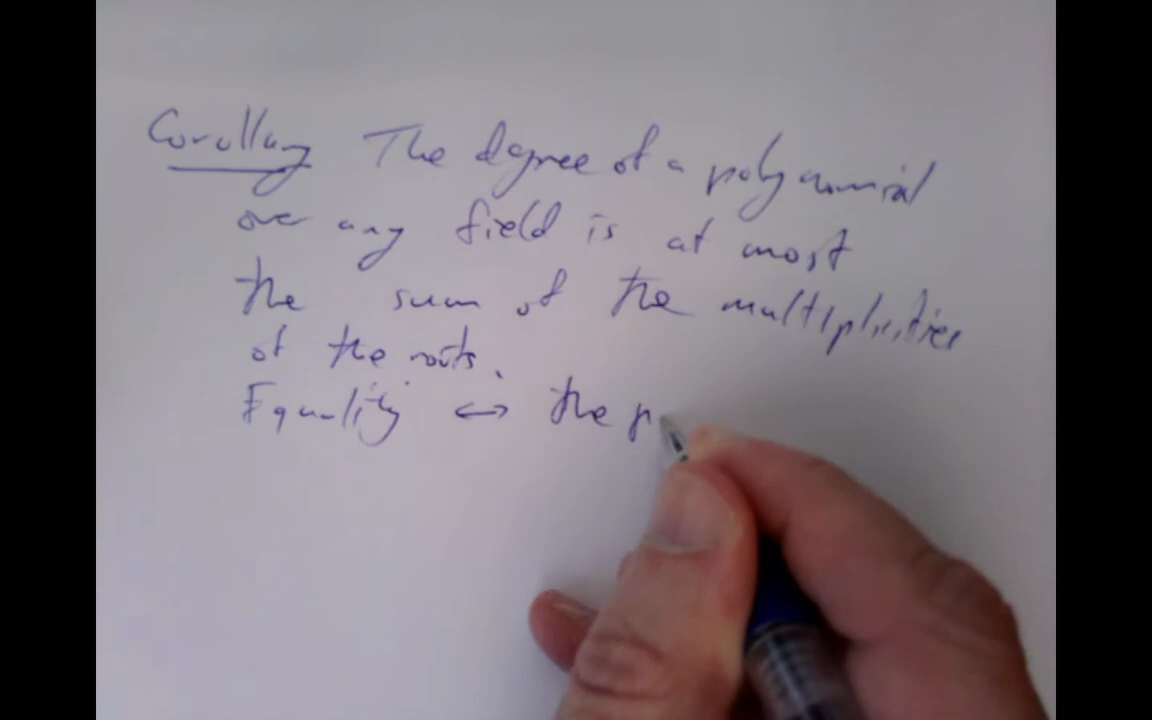 Corollary The degree of a polynomial
over any field is at most
the sum of the multiplicities
of the roots.
Equality ↔ the p